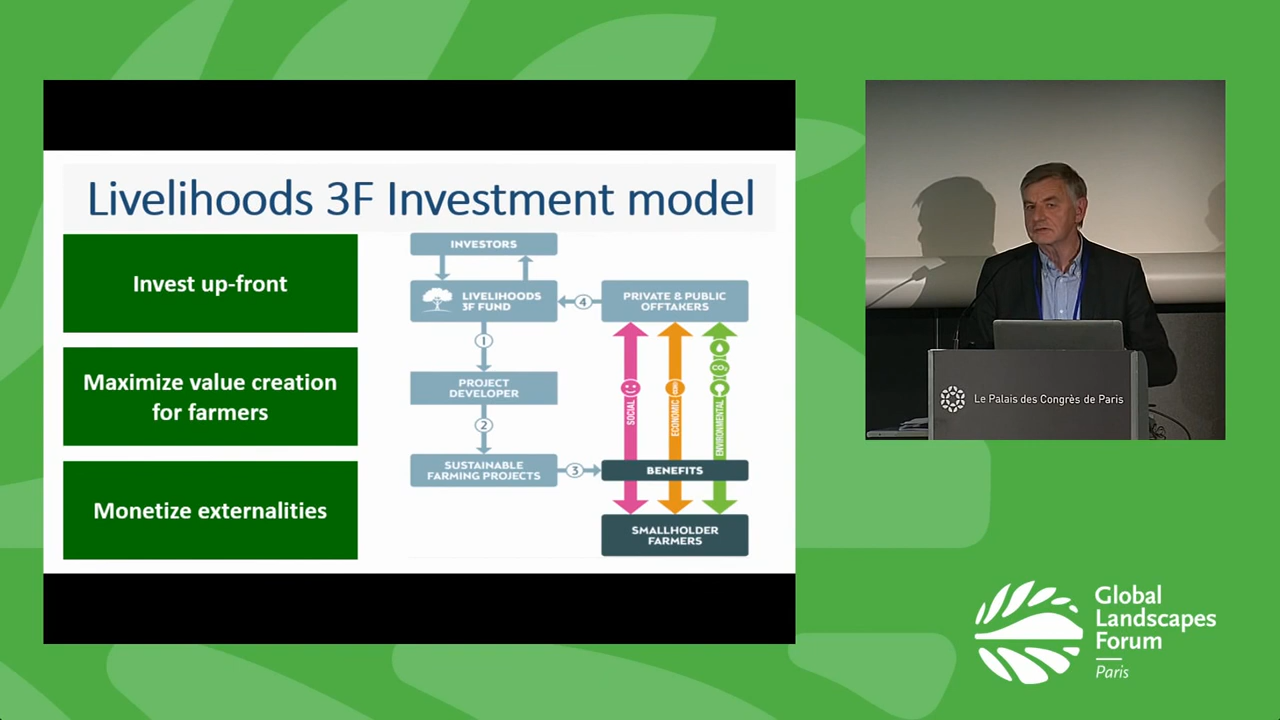 Livelihoods 3F Investment model
Invest up-front
Maximize value creation
for farmers
Monetize externalities
INVESTORS
LIVELIHOODS
3F FUND
4
PRIVATE & PUBLIC
OFFTAKERS
1
PROJECT
DEVELOPER
2
SUSTAINABLE
FARMING PROJECTS
3
SOCIAL
ECONOMIC
ENVIRONMENTAL
CO₂
BENEFITS
SMALLHOLDER
FARMERS
Le Palais des Congrès de Paris
Global
Landscapes
Forum
Paris